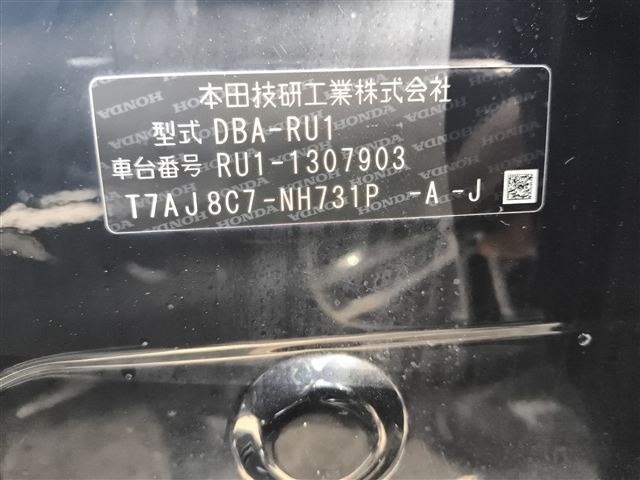 本田技研工業株式会社
型式 DBA-RU1
車台番号 RU1-1307903
T7AJ8C7-NH731P -A-J